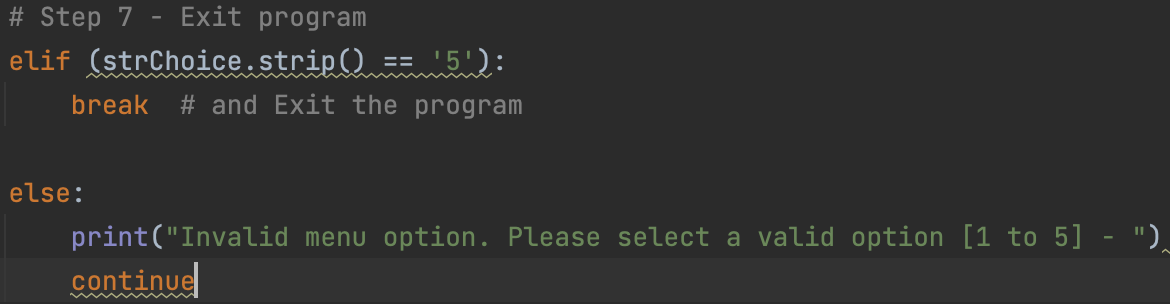 # Step 7 - Exit program
elif (strChoice.strip() == '5'):
    break  # and Exit the program
else:
    print("Invalid menu option. Please select a valid option [1 to 5] - ")
    continue